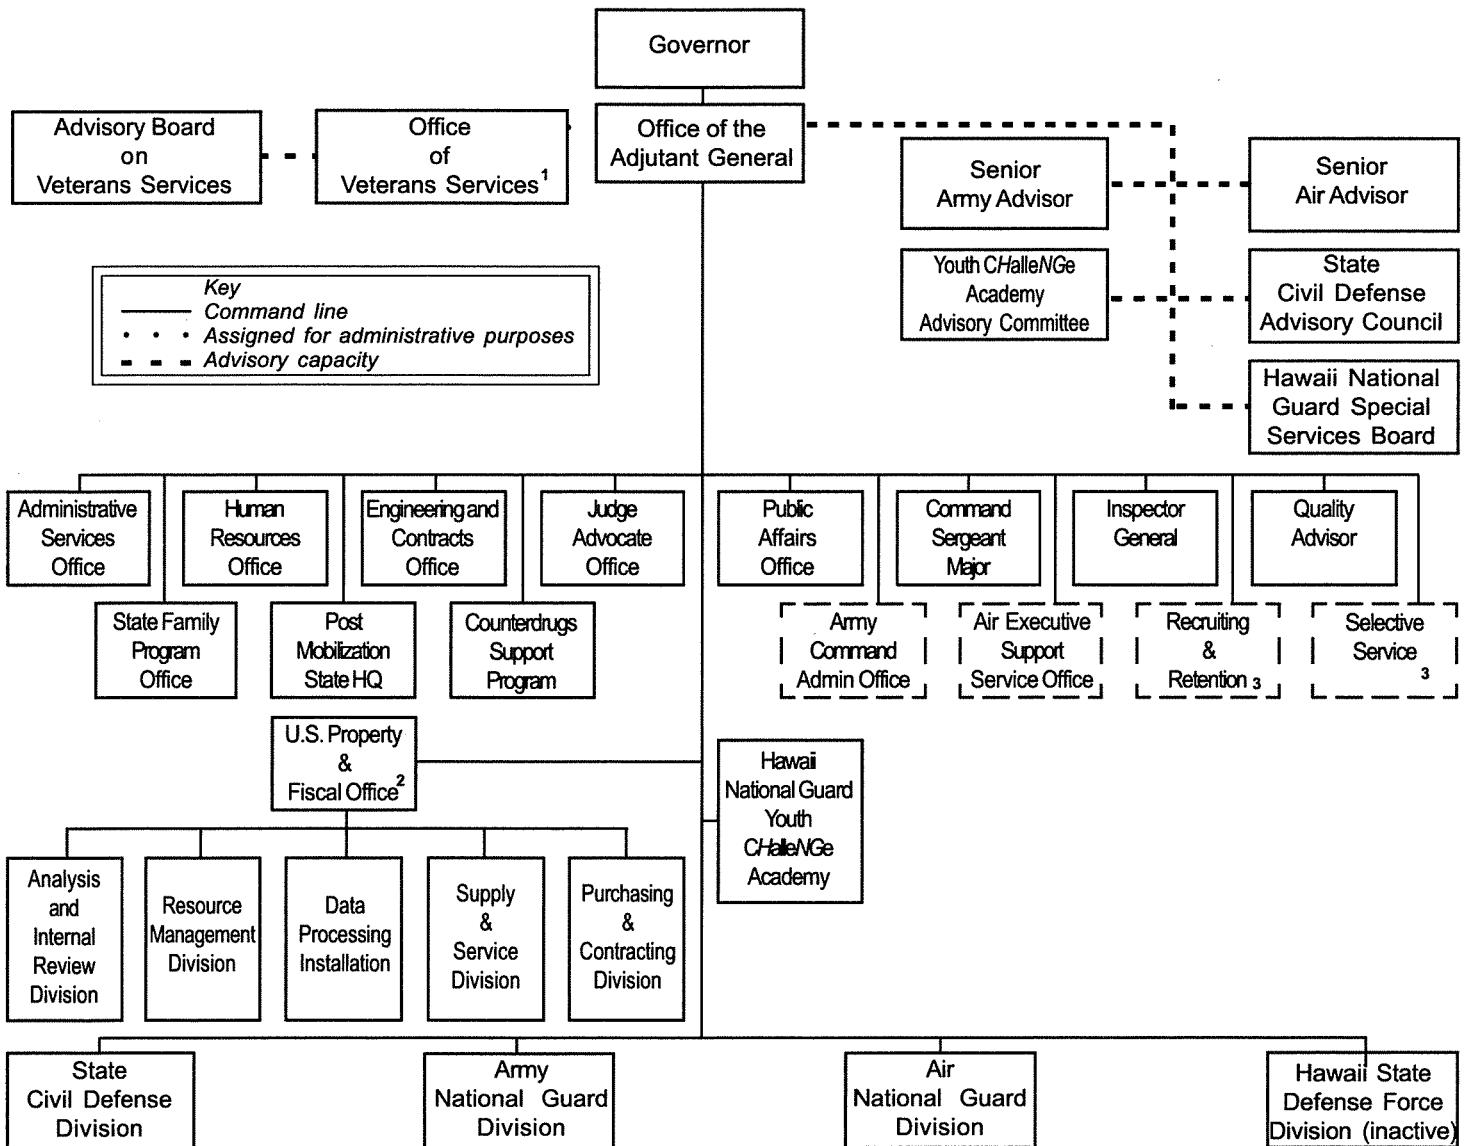 Governor
Office of the
Adjutant General
Advisory Board
on
Veterans Services
Office
of
Veterans Services 1
Senior
Army Advisor
Senior
Air Advisor
Youth CHalleNGe
Academy
Advisory Committee
State
Civil Defense
Advisory Council
Hawaii National
Guard Special
Services Board
Key
Command line
Assigned for administrative purposes
Advisory capacity
Administrative
Services
Office
Human
Resources
Office
Engineering and
Contracts
Office
Judge
Advocate
Office
Public
Affairs
Office
Command
Sergeant
Major
Inspector
General
Quality
Advisor
State Family
Program
Office
Post
Mobilization
State HQ
Counterdrugs
Support
Program
Army
Command
Admin Office
Air Executive
Support
Service Office
Recruiting
&
Retention 3
Selective
Service
3
U.S. Property
&
Fiscal Office 2
Hawaii
National Guard
Youth
CHalleNGe
Academy
Analysis
and
Internal
Review
Division
Resource
Management
Division
Data
Processing
Installation
Supply
&
Service
Division
Purchasing
&
Contracting
Division
State
Civil Defense
Division
Army
National Guard
Division
Air
National Guard
Division
Hawaii State
Defense Force
Division (inactive)